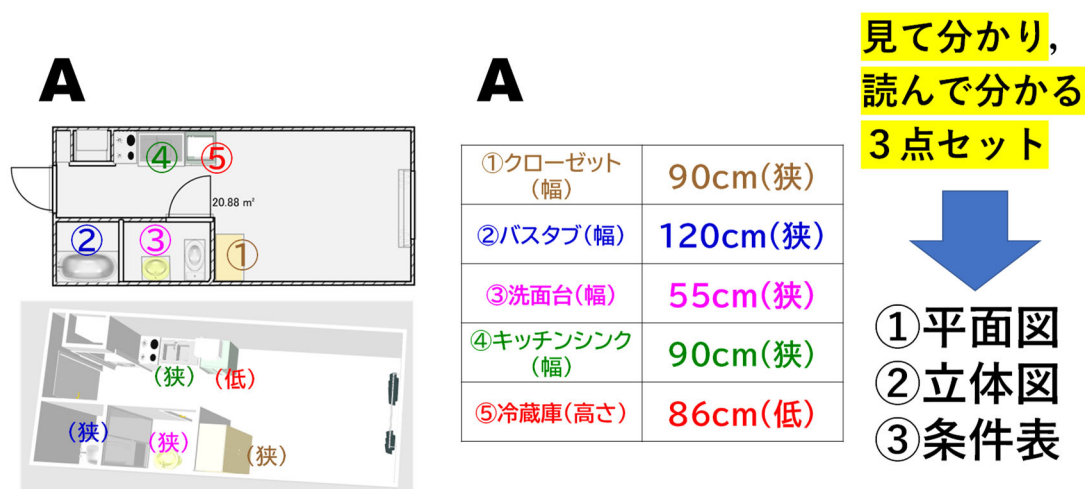 A
④
⑤
20.88 m²
②
③
①
(狭)
(低)
(狭)
(狭)
(狭)
A
①クローゼット
(幅)
90cm(狭)
②バスタブ(幅)
120cm(狭)
③洗面台(幅)
55cm(狭)
④キッチンシンク
(幅)
90cm(狭)
⑤冷蔵庫(高さ)
86cm(低)
見て分かり,
読んで分かる
3点セット
①平面図
②立体図
③条件表